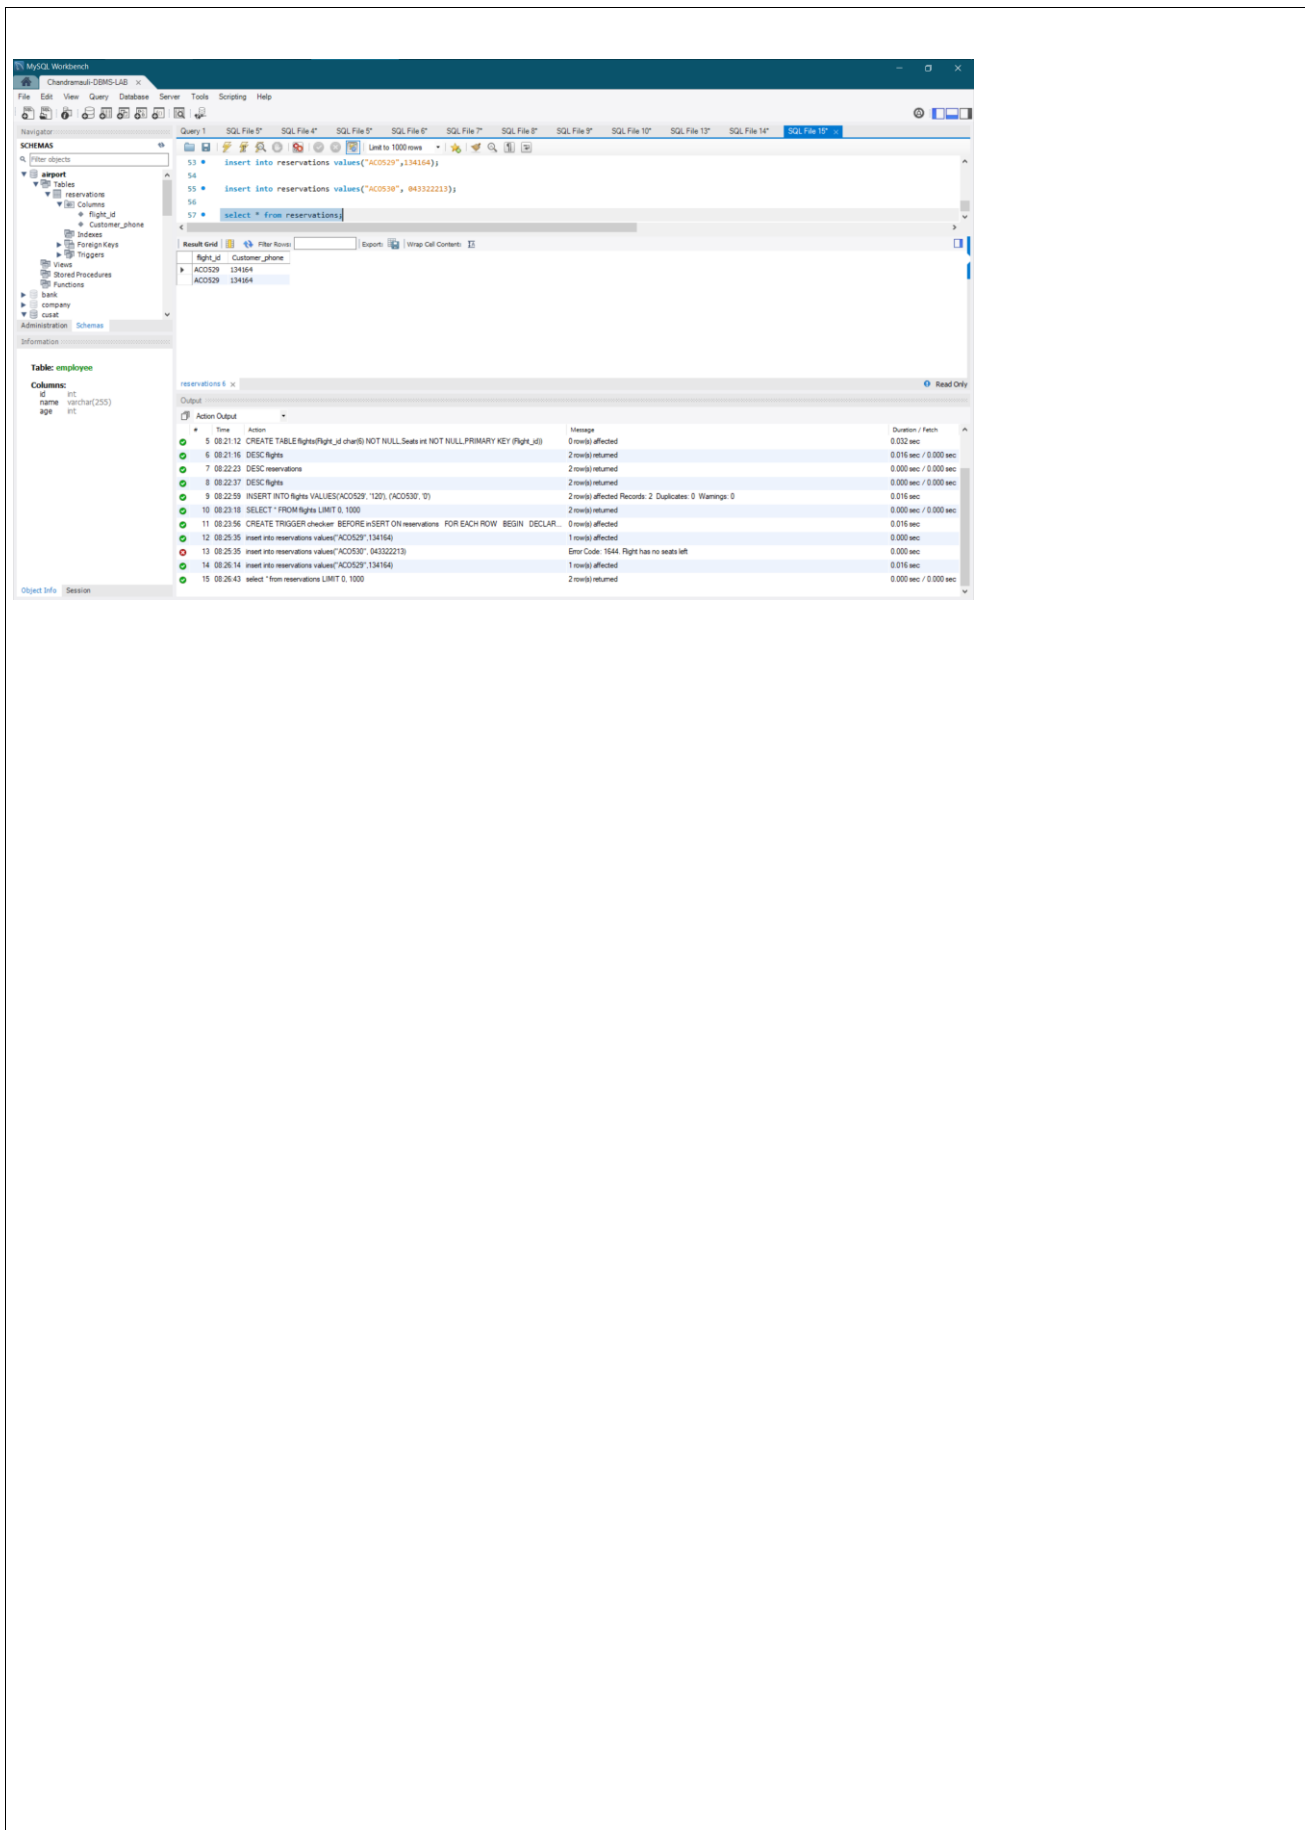 MySQL Workbench
Chandramauli-DBMS-LAB ×
File Edit View Query Database Server Tools Scripting Help
Navigator
SCHEMAS
Filter objects
airport
Tables
reservations
Columns
flight_id
Customer_phone
Indexes
Foreign Keys
Triggers
Views
Stored Procedures
Functions
bank
company
cusat
Administration Schemas
Information
Table: employee
Columns:
id int
name varchar(255)
age int
Object Info Session
Query 1 SQL File 5* SQL File 4* SQL File 5* SQL File 6* SQL File 7* SQL File 8* SQL File 9* SQL File 10* SQL File 13* SQL File 14* SQL File 15* ×
Limit to 1000 rows
53 insert into reservations values("ACO529",134164);
54
55 insert into reservations values("ACO530", 043322213);
56
57 select * from reservations;
Result Grid Filter Rows: Export: Wrap Cell Content:
flight_id Customer_phone
ACO529 134164
ACO529 134164
reservations 6 × Read Only
Output
Action Output
# Time Action Message Duration / Fetch
5 08:21:12 CREATE TABLE flights(Flight_id char(6) NOT NULL,Seats int NOT NULL,PRIMARY KEY (Flight_id)) 0 row(s) affected 0.032 sec
6 08:21:16 DESC flights 2 row(s) returned 0.016 sec / 0.000 sec
7 08:22:23 DESC reservations 2 row(s) returned 0.000 sec / 0.000 sec
8 08:22:37 DESC flights 2 row(s) returned 0.000 sec / 0.000 sec
9 08:22:59 INSERT INTO flights VALUES('ACO529', '120'), ('ACO530', '0') 2 row(s) affected Records: 2 Duplicates: 0 Warnings: 0 0.016 sec
10 08:23:18 SELECT * FROM flights LIMIT 0, 1000 2 row(s) returned 0.000 sec / 0.000 sec
11 08:23:56 CREATE TRIGGER checkerr BEFORE inSERT ON reservations FOR EACH ROW BEGIN DECLAR... 0 row(s) affected 0.016 sec
12 08:25:35 insert into reservations values("ACO529",134164) 1 row(s) affected 0.000 sec
13 08:25:35 insert into reservations values("ACO530", 043322213) Error Code: 1644. Flight has no seats left 0.000 sec
14 08:26:14 insert into reservations values("ACO529",134164) 1 row(s) affected 0.016 sec
15 08:26:43 select * from reservations LIMIT 0, 1000 2 row(s) returned 0.000 sec / 0.000 sec